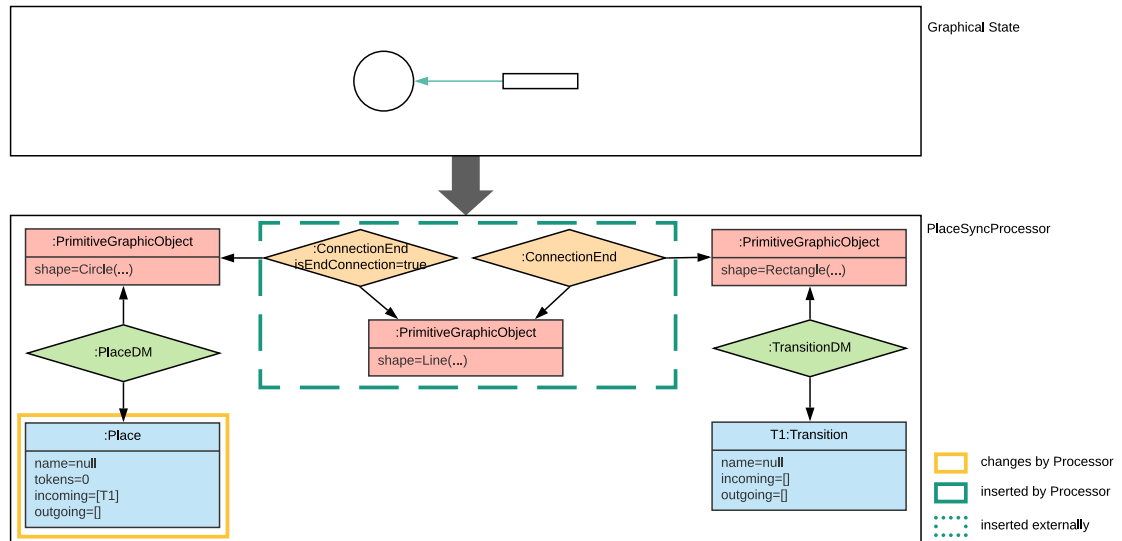 Graphical State
PlaceSyncProcessor
:PrimitiveGraphicObject
shape=Circle(...)
:ConnectionEnd
isEndConnection=true
:ConnectionEnd
:PrimitiveGraphicObject
shape=Rectangle(...)
:PrimitiveGraphicObject
shape=Line(...)
:PlaceDM
:TransitionDM
:Place
name=null
tokens=0
incoming=[T1]
outgoing=[]
T1:Transition
name=null
incoming=[]
outgoing=[]
changes by Processor
inserted by Processor
inserted externally